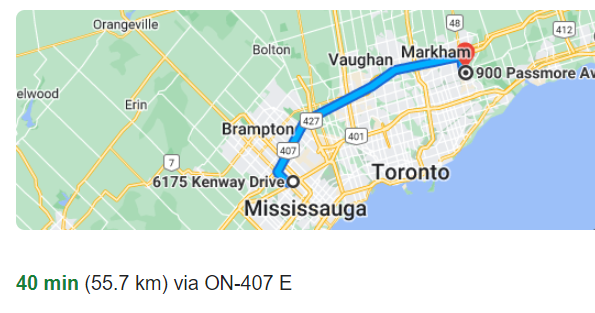 Orangeville
48
412
Bolton
Vaughan
Markham
900 Passmore Av
elwood
Erin
427
Brampton
401
407
7
6175 Kenway Drive
Toronto
Mississauga
40 min (55.7 km) via ON-407 E